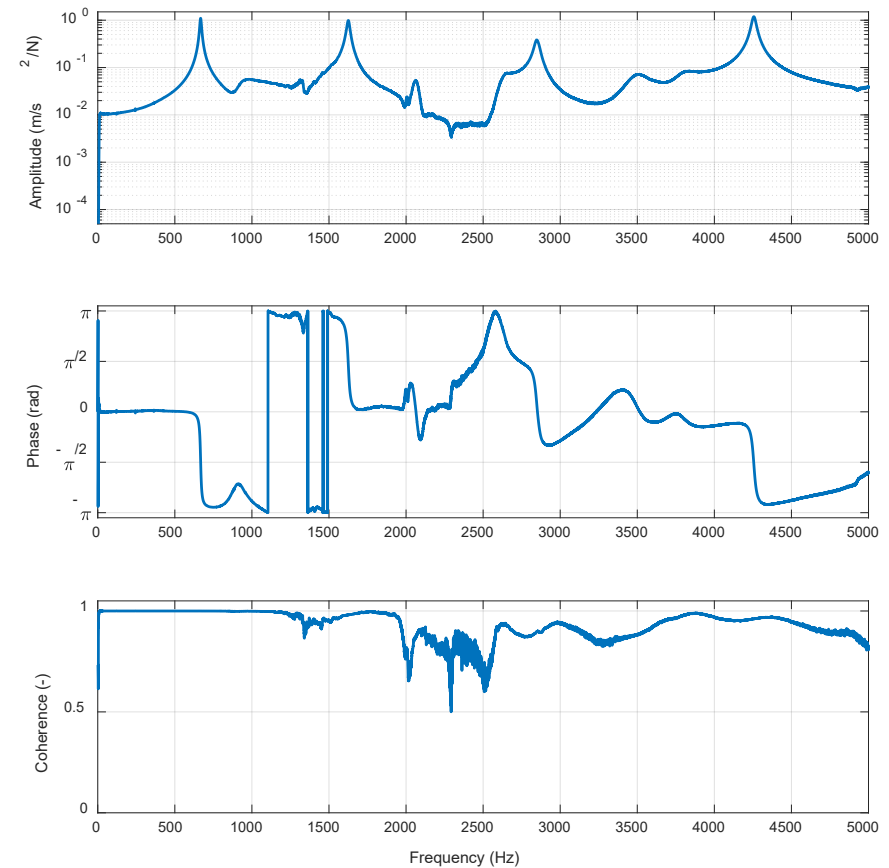 10 0
10 -1
10 -2
10 -3
10 -4
Amplitude (m/s 2 /N)
0 500 1000 1500 2000 2500 3000 3500 4000 4500 5000
π
π/2
0
- π/2
- π
Phase (rad)
0 500 1000 1500 2000 2500 3000 3500 4000 4500 5000
1
0.5
0
Coherence (-)
0 500 1000 1500 2000 2500 3000 3500 4000 4500 5000
Frequency (Hz)